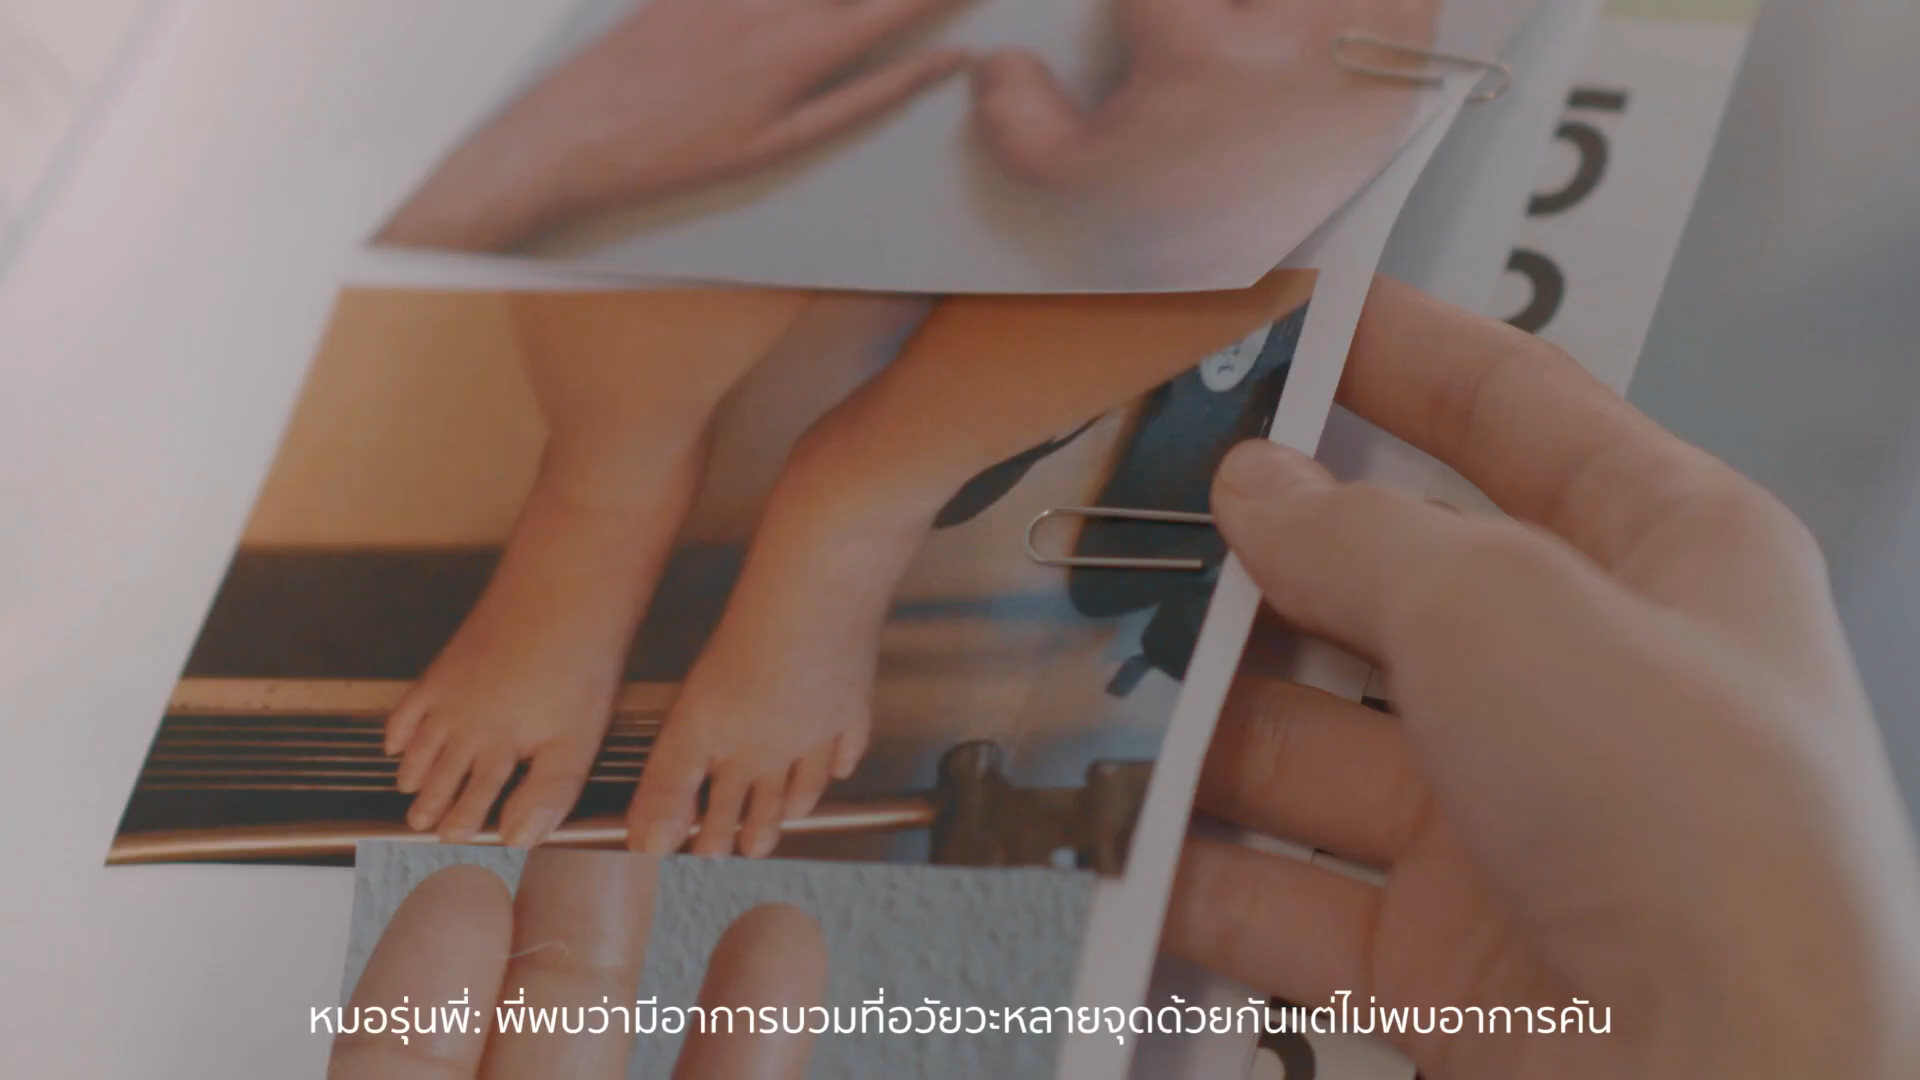 5
หมอรุ่นพี่: พี่พบว่ามีอาการบวมที่อวัยวะหลายจุดด้วยกันแต่ไม่พบอาการคัน